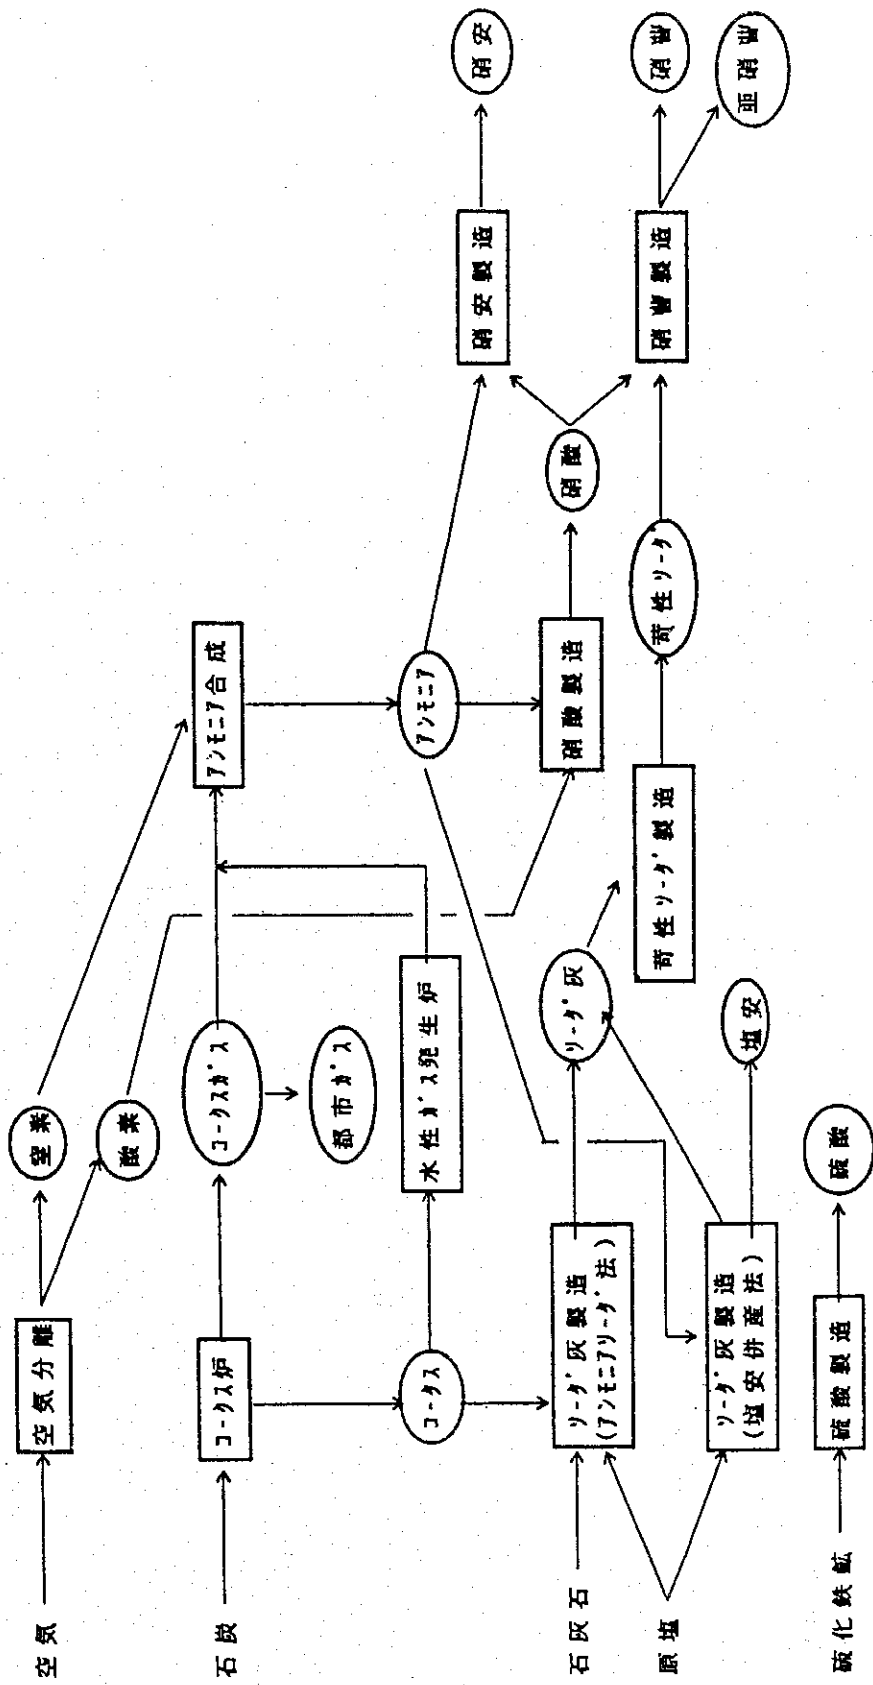 空気
空気分離
窒素
酸素
石炭
コークス炉
コークスガス
都市ガス
アンモニア合成
コークス
水性ガス発生炉
アンモニア
硝安製造
硝安
石灰石
ソーダ灰製造
(アンモニアソーダ法)
ソーダ灰
硝酸製造
硝酸
原塩
ソーダ灰製造
(塩安併産法)
塩安
苛性ソーダ製造
苛性ソーダ
硝曹製造
硝曹
亜硝曹
硫化鉄鉱
硫酸製造
硫酸